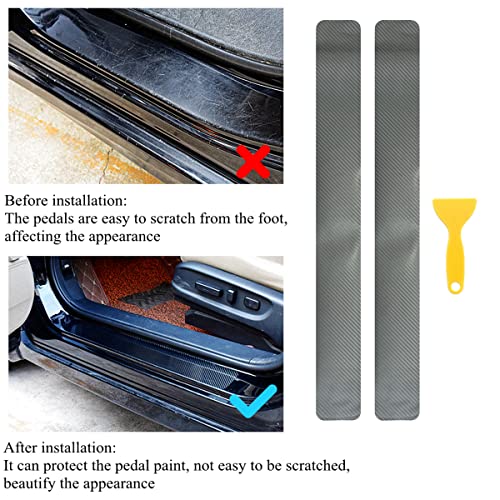 Before installation:
The pedals are easy to scratch from the foot,
affecting the appearance
After installation:
It can protect the pedal paint, not easy to be scratched,
beautify the appearance